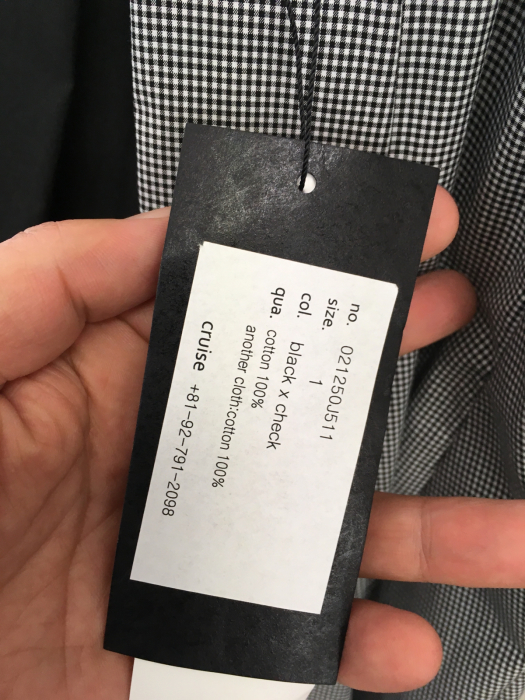 no. 021250J511
size. 1
col. black x check
qua. cotton 100%
another cloth:cotton 100%
cruise +81-92-791-2098